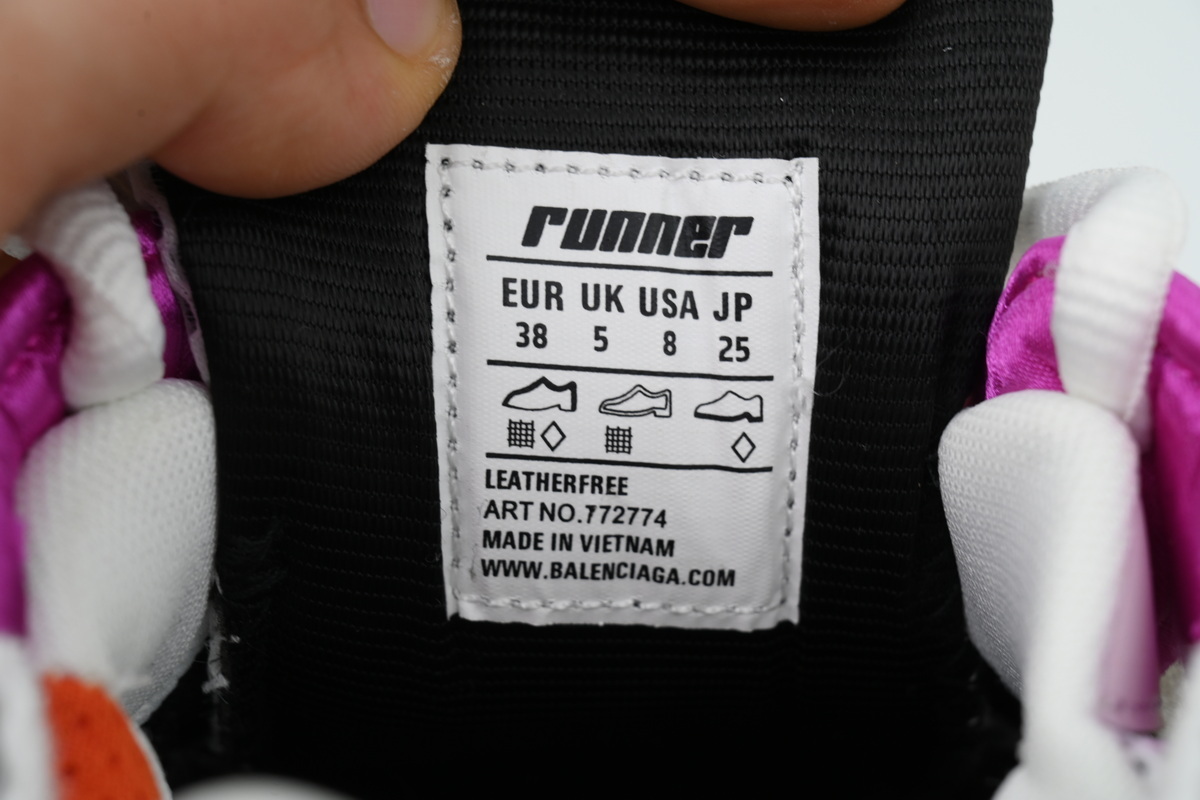 runner
EUR UK USA JP
38 5 8 25
LEATHERFREE
ART NO.772774
MADE IN VIETNAM
WWW.BALENCIAGA.COM